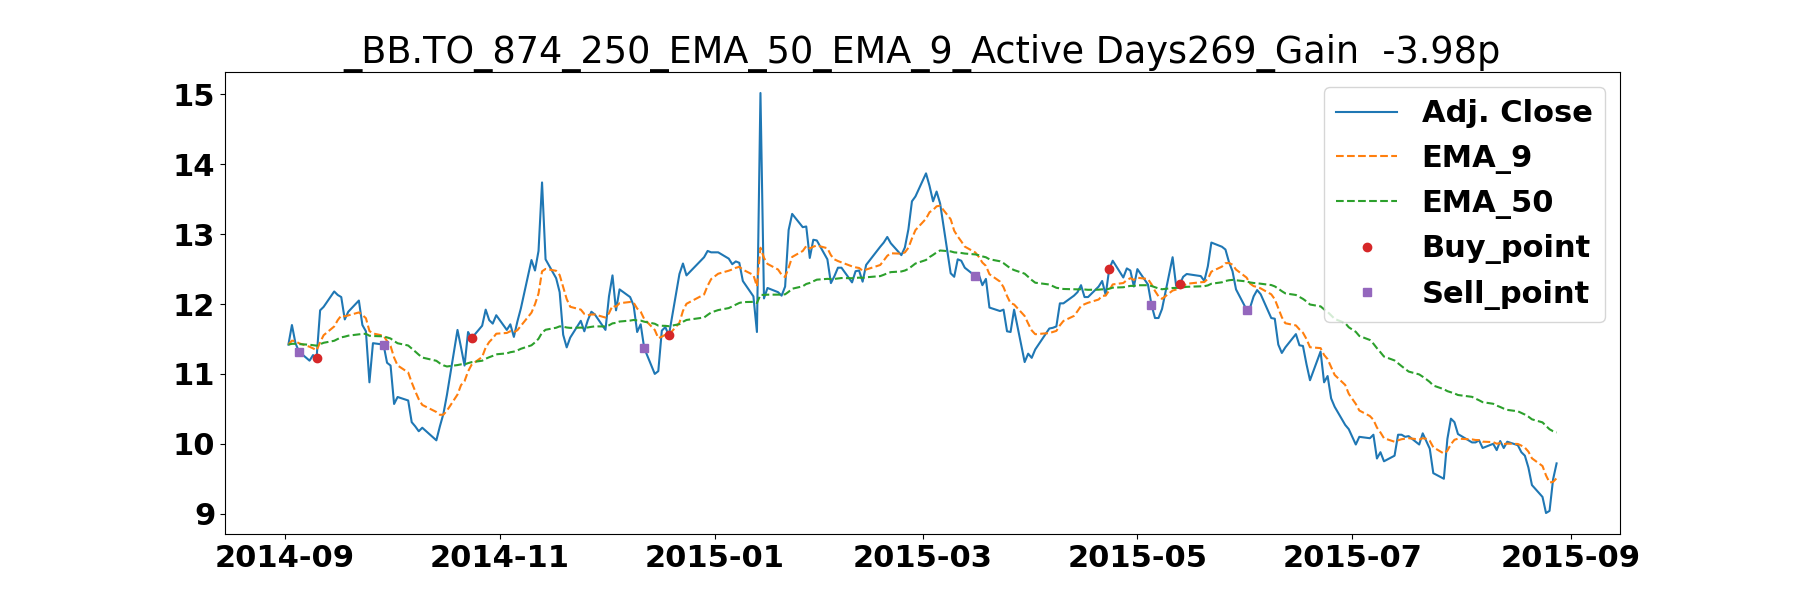 _BB.TO_874_250_EMA_50_EMA_9_Active Days269_Gain  -3.98p
15
14
13
12
11
10
9
Adj. Close
EMA_9
EMA_50
Buy_point
Sell_point
2014-09 2014-11 2015-01 2015-03 2015-05 2015-07 2015-09